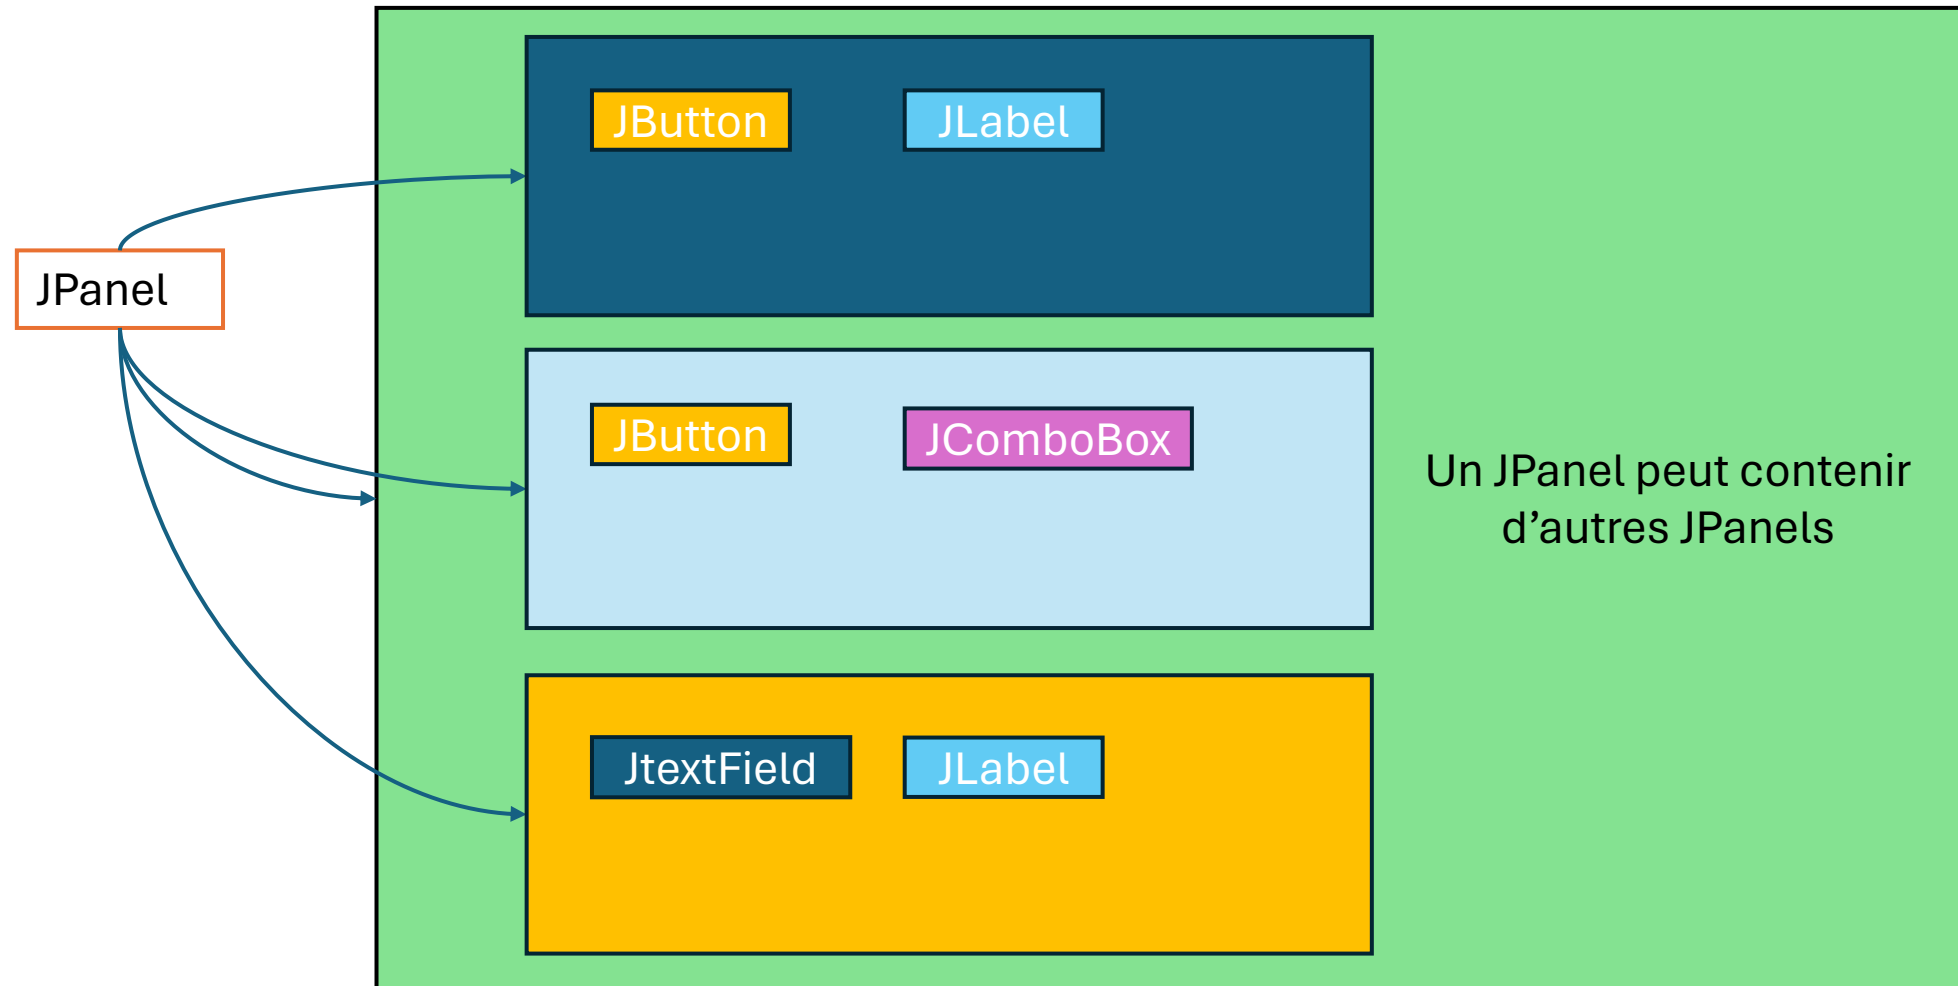 JButton
JLabel
JPanel
JButton
JComboBox
Un JPanel peut contenir
d’autres JPanels
JtextField
JLabel